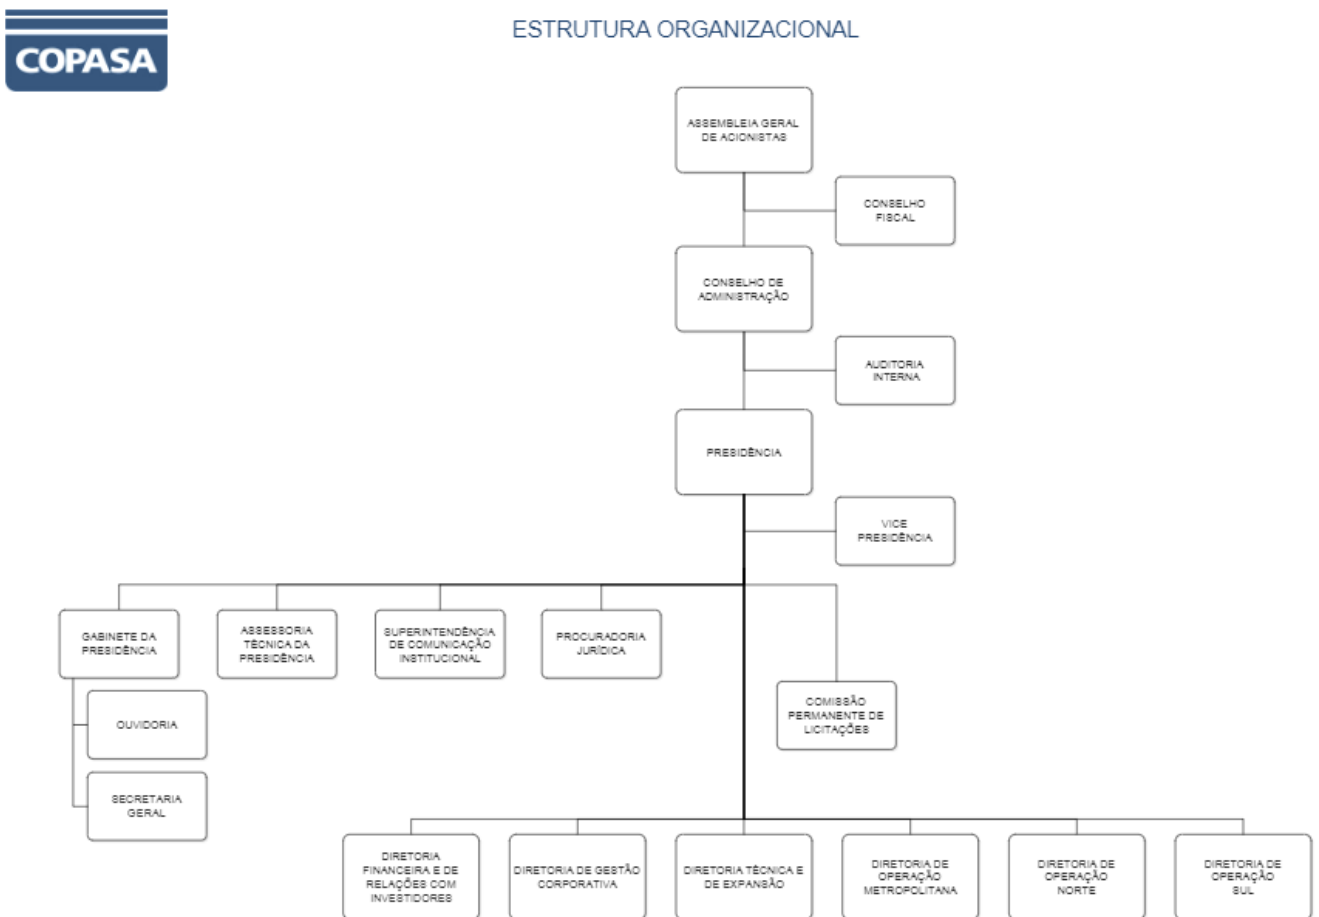 COPASA
ESTRUTURA ORGANIZACIONAL
ASSEMBLEIA GERAL
DE ACIONISTAS
CONSELHO
FISCAL
CONSELHO DE
ADMINISTRAÇÃO
AUDITORIA
INTERNA
PRESIDÊNCIA
VICE
PRESIDÊNCIA
GABINETE DA
PRESIDÊNCIA
ASSESSORIA
TÉCNICA DA
PRESIDÊNCIA
SUPERINTENDÊNCIA
DE COMUNICAÇÃO
INSTITUCIONAL
PROCURADORIA
JURÍDICA
OUVIDORIA
COMISSÃO
PERMANENTE DE
LICITAÇÕES
SECRETARIA
GERAL
DIRETORIA
FINANCEIRA E DE
RELAÇÕES COM
INVESTIDORES
DIRETORIA DE GESTÃO
CORPORATIVA
DIRETORIA TÉCNICA E
DE EXPANSÃO
DIRETORIA DE
OPERAÇÃO
METROPOLITANA
DIRETORIA DE
OPERAÇÃO
NORTE
DIRETORIA DE
OPERAÇÃO
SUL